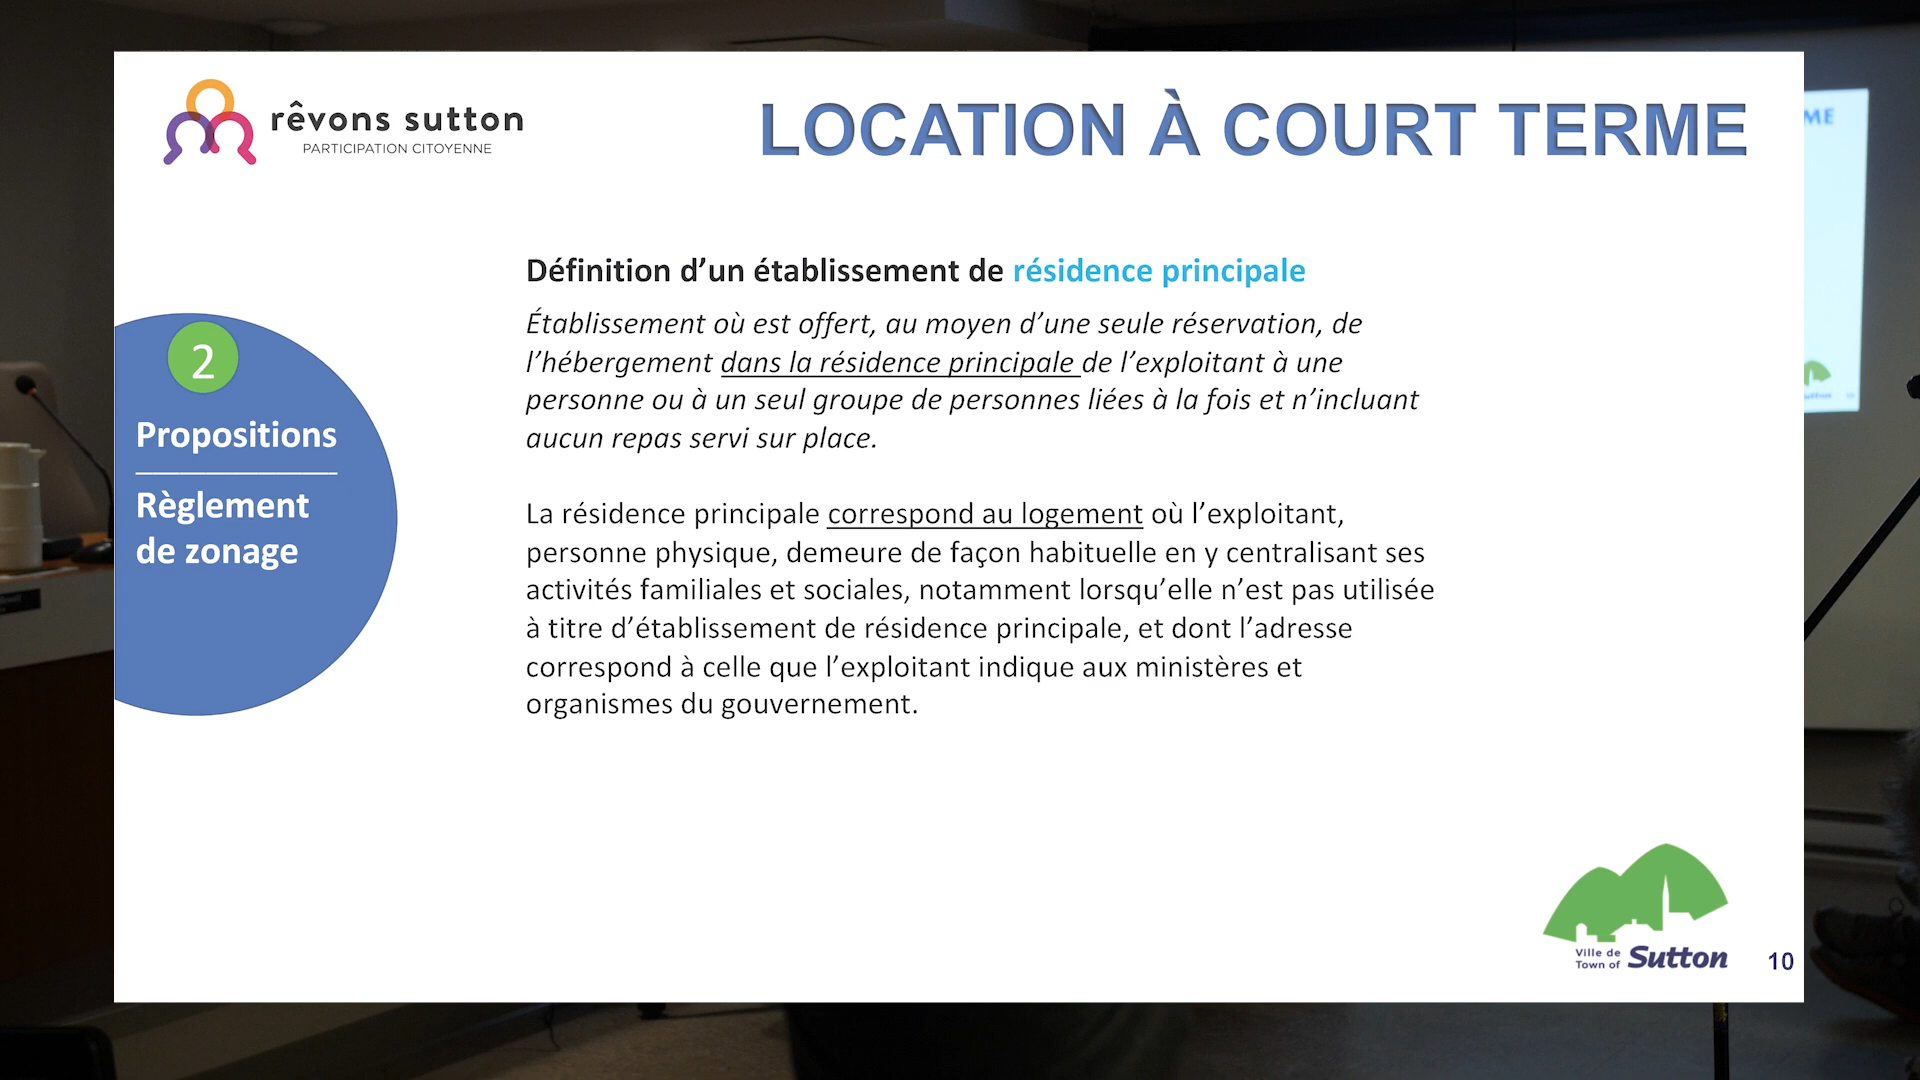 rêvons sutton
PARTICIPATION CITOYENNE
LOCATION À COURT TERME
ME
Définition d’un établissement de résidence principale
Établissement où est offert, au moyen d’une seule réservation, de
l’hébergement dans la résidence principale de l’exploitant à une
personne ou à un seul groupe de personnes liées à la fois et n’incluant
aucun repas servi sur place.
2
Propositions
Règlement
de zonage
La résidence principale correspond au logement où l’exploitant,
personne physique, demeure de façon habituelle en y centralisant ses
activités familiales et sociales, notamment lorsqu’elle n’est pas utilisée
à titre d’établissement de résidence principale, et dont l’adresse
correspond à celle que l’exploitant indique aux ministères et
organismes du gouvernement.
Ville de
Town of Sutton
10